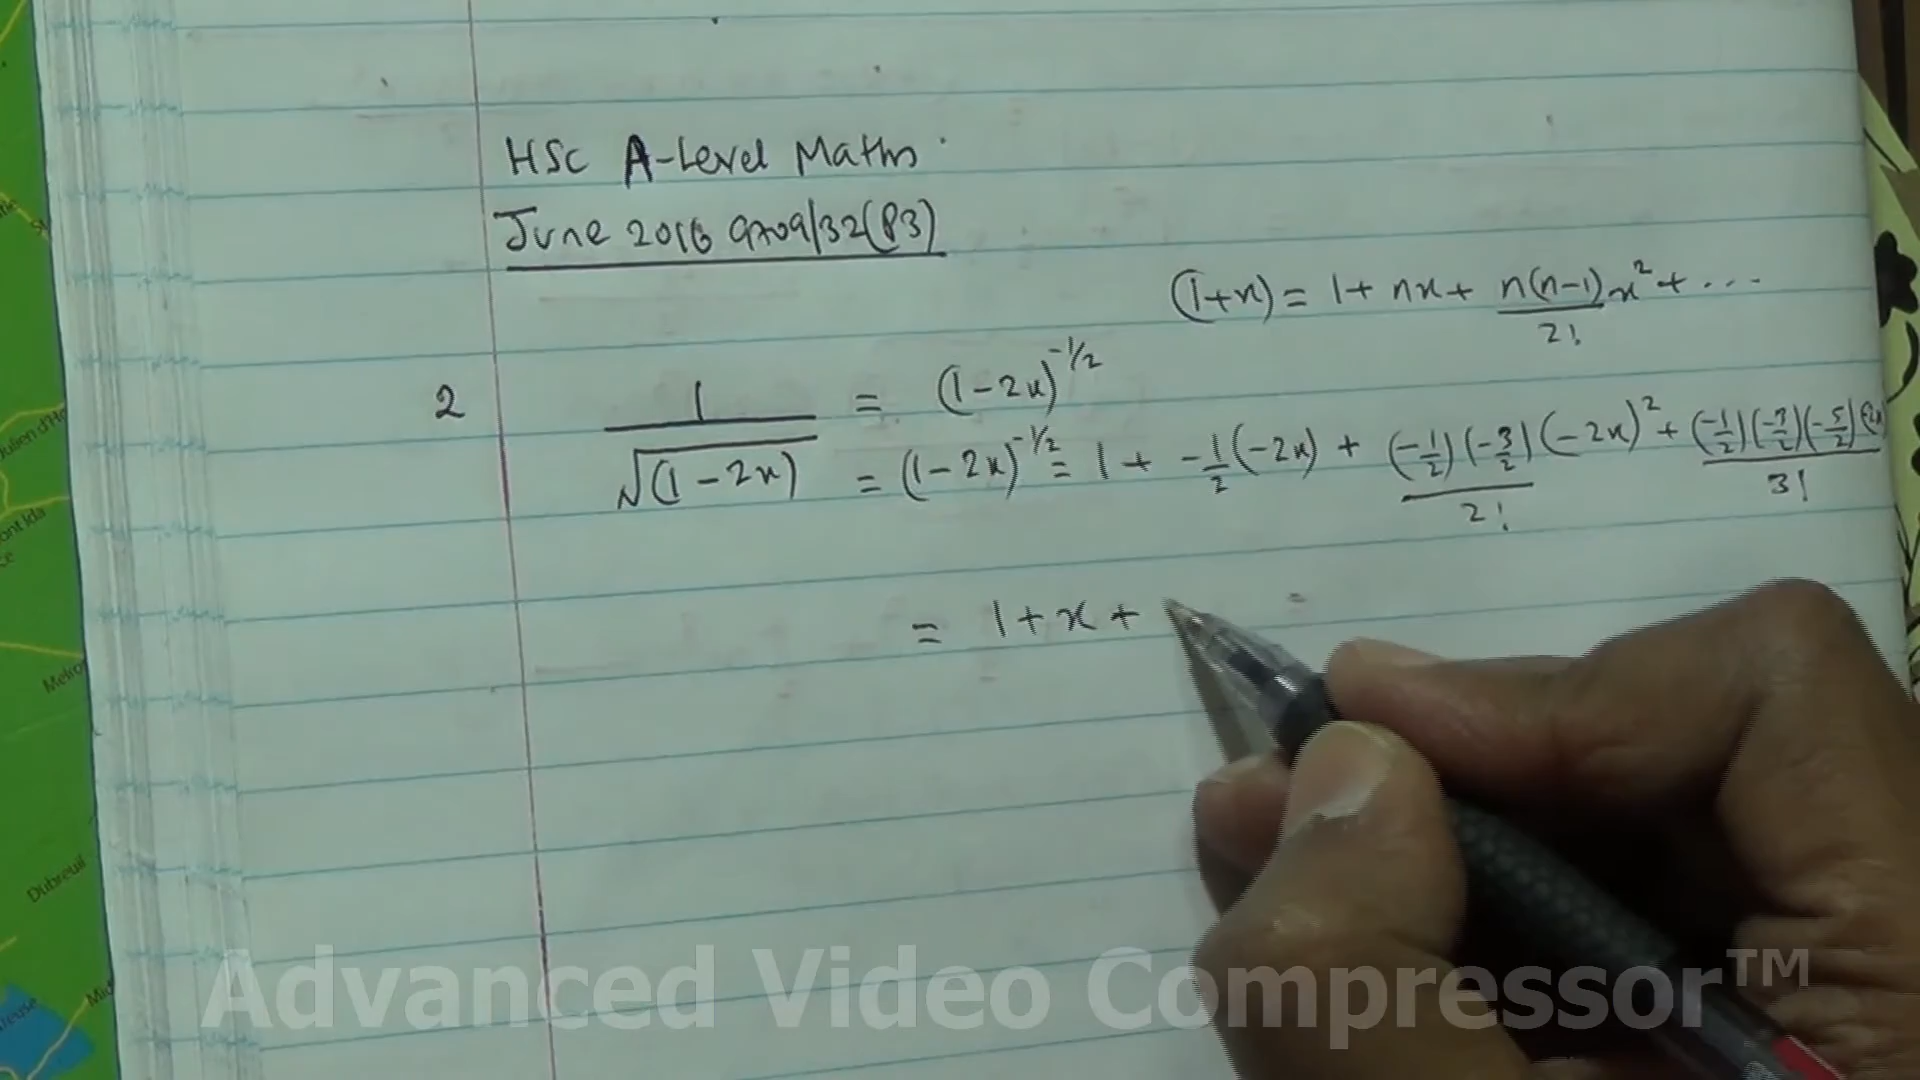 HSC A-Level Maths
June 2016 9709/32(P3)
(1+x) = 1 + nx + n(n-1)/2! x² + ...
2 1/√(1-2x) = (1-2x)^-1/2
= (1-2x)^-1/2 = 1 + -1/2(-2x) + (-1/2)(-3/2)/2! (-2x)² + (-1/2)(-3/2)(-5/2)(-2x)/3!
= 1 + x +
Dubreuil
Advanced Video Compressor™